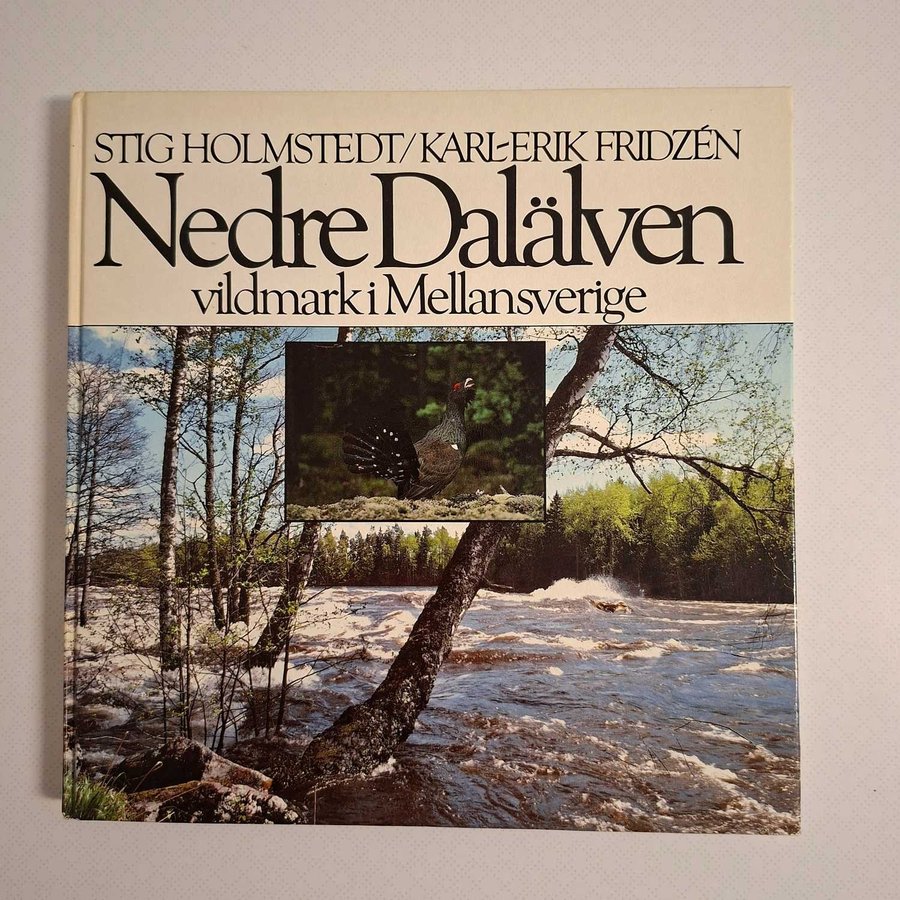 STIG HOLMSTEDT/KARL-ERIK FRIDZÉN
Nedre Dalälven
vildmark i Mellansverige